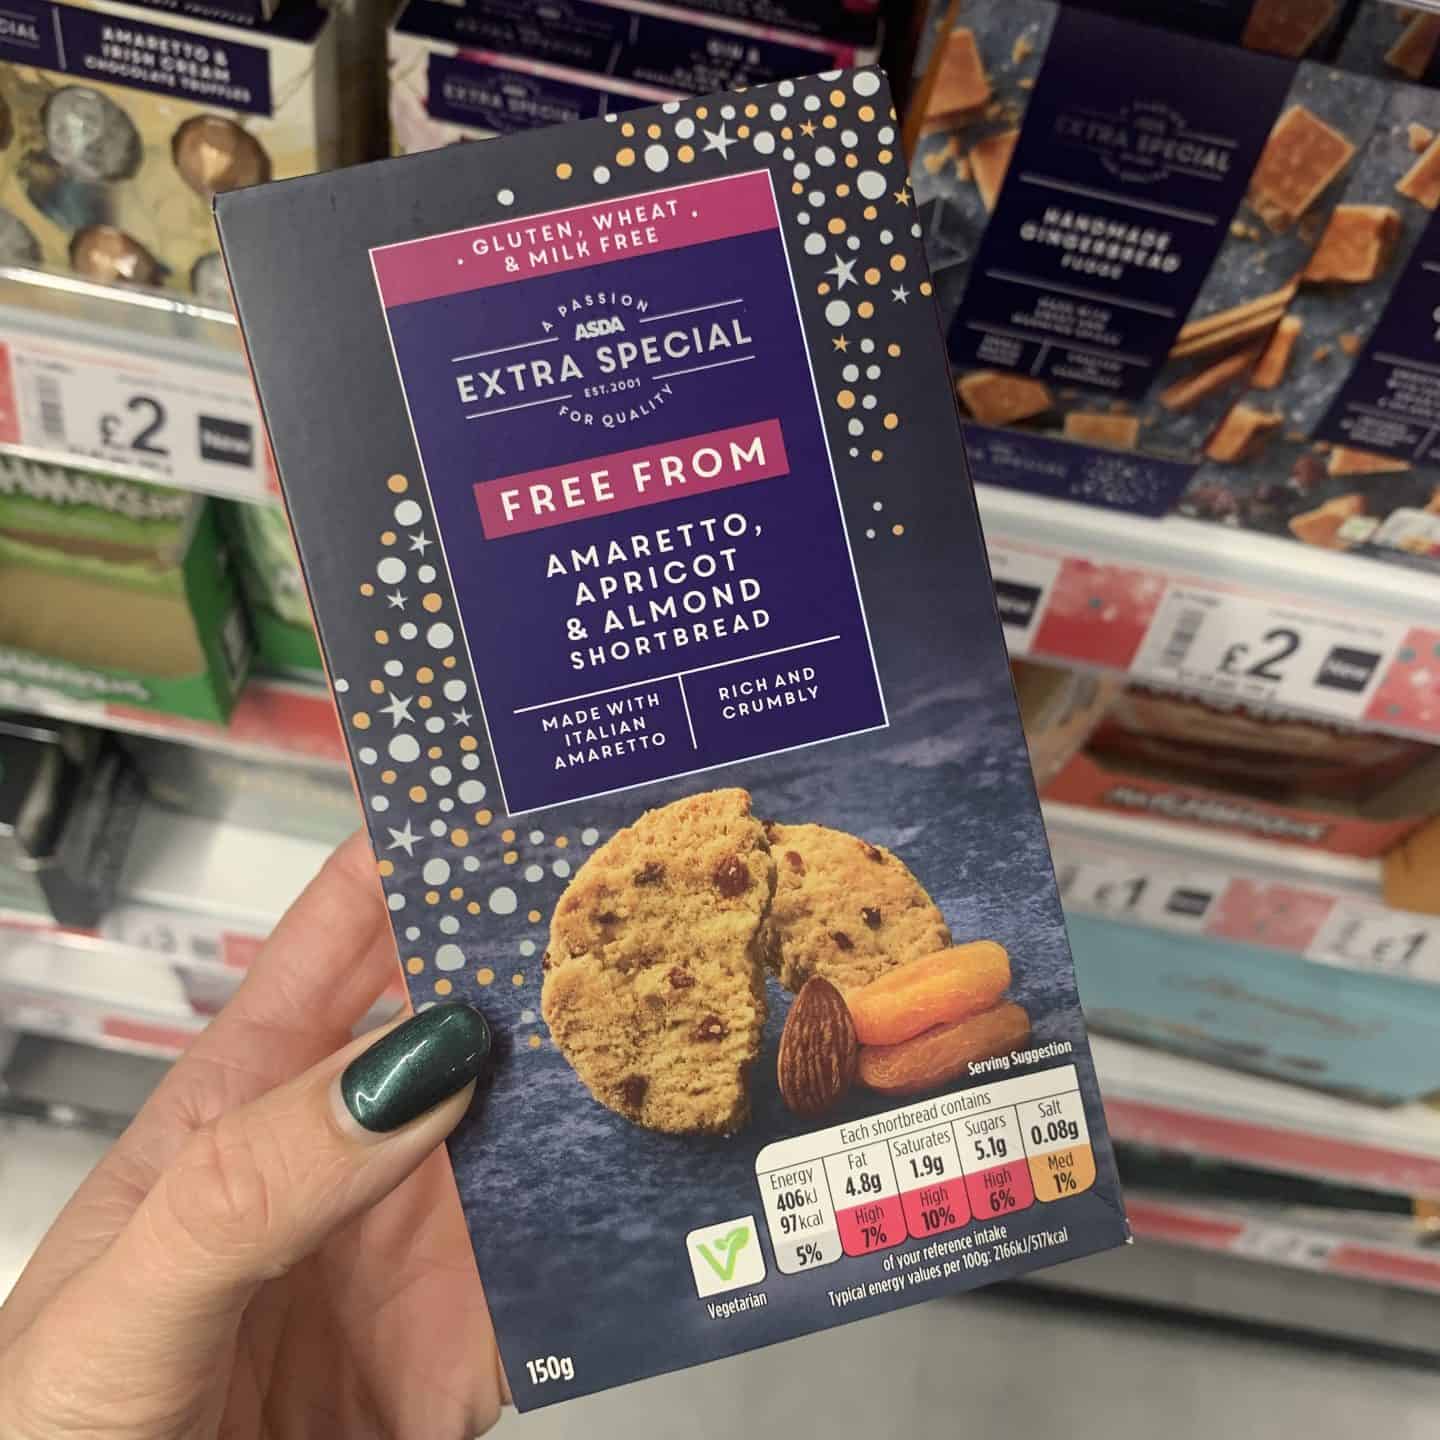 AMARETTO &
IRISH CREAM
CHOCOLATE TRUFFLES
EXTRA SPECIAL
EXTRA SPECIAL
HANDMADE
GINGERBREAD
FUDGE
£2
New
£2
New
£1
£1
· GLUTEN, WHEAT ·
& MILK FREE
A PASSION
ASDA
EXTRA SPECIAL
EST. 2001
FOR QUALITY
FREE FROM
AMARETTO,
APRICOT
& ALMOND
SHORTBREAD
MADE WITH
ITALIAN
AMARETTO
RICH AND
CRUMBLY
Serving Suggestion
Each shortbread contains
Energy
406kJ
97kcal
5%
Fat
4.8g
High
7%
Saturates
1.9g
High
10%
Sugars
5.1g
High
6%
Salt
0.08g
Med
1%
of your reference intake
Typical energy values per 100g: 2166kJ/517kcal
V
Vegetarian
150g